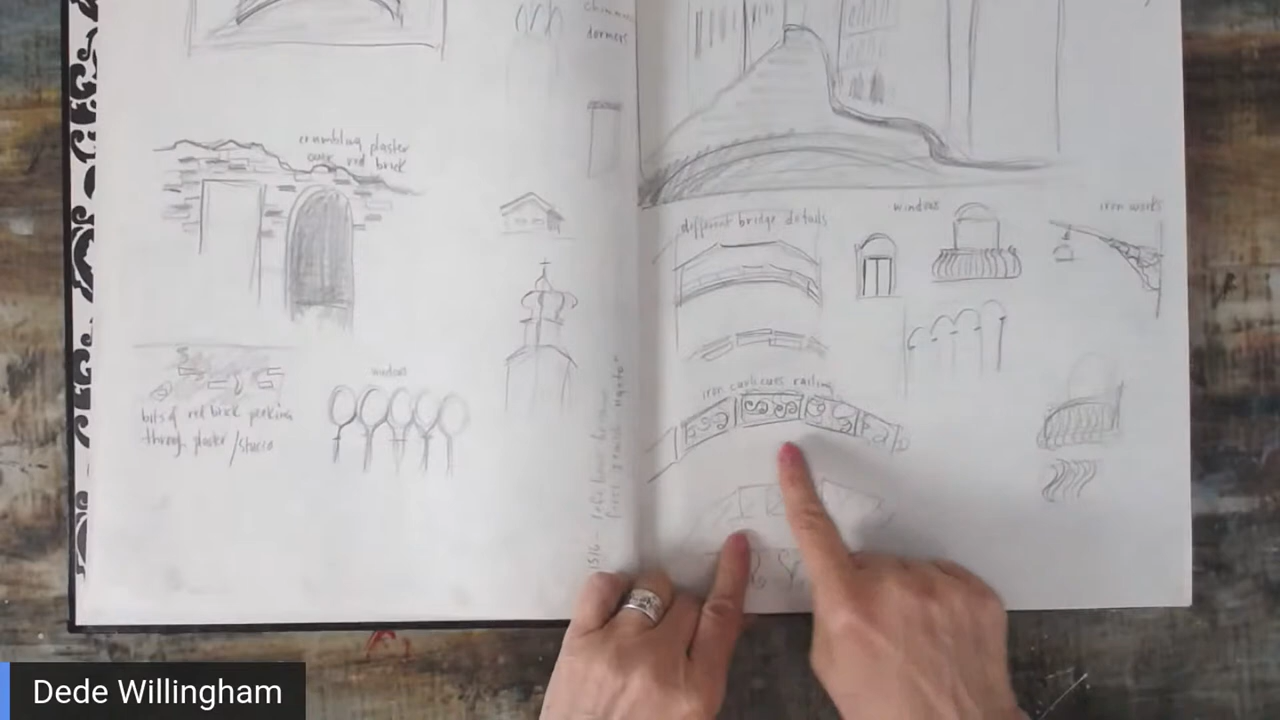 dormers
crumbling plaster
over red brick
windows
bits of red brick peeking
through plaster/stucco
different bridge details
windows
iron works
iron curlicues railing
Dede Willingham